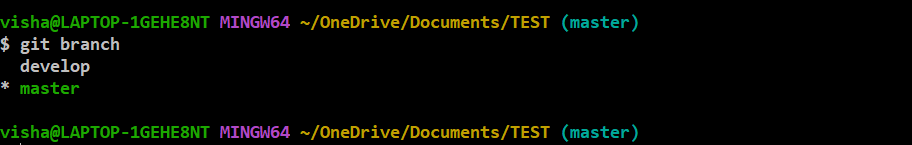 visha@LAPTOP-1GEHE8NT MINGW64 ~/OneDrive/Documents/TEST (master)
$ git branch
  develop
* master
visha@LAPTOP-1GEHE8NT MINGW64 ~/OneDrive/Documents/TEST (master)